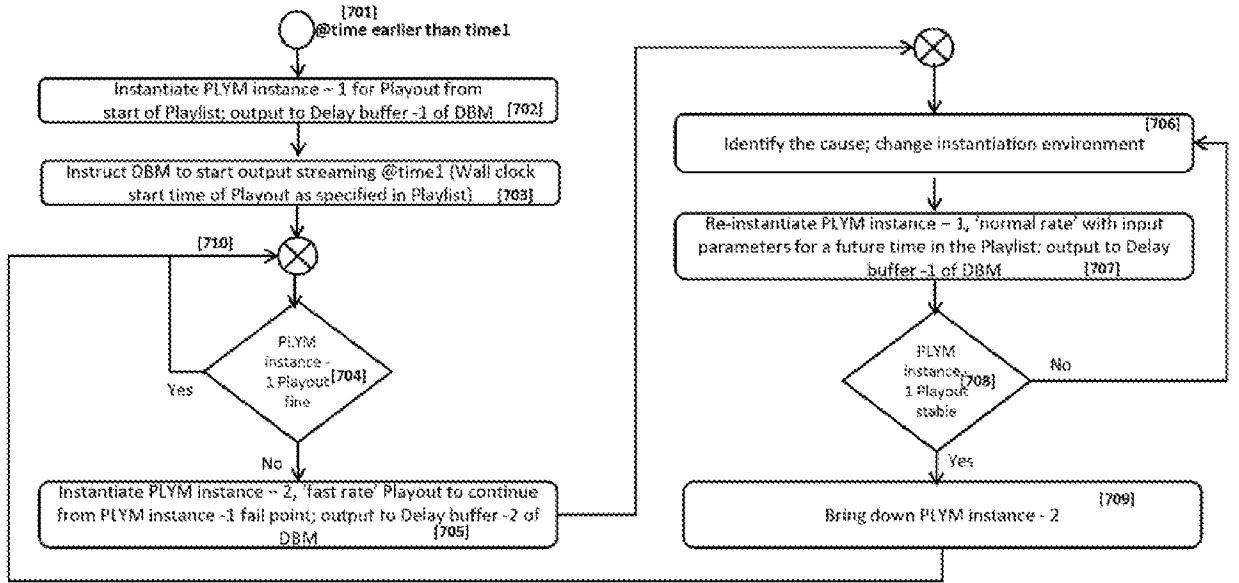 [701]
@time earlier than time1
Instantiate PLYM instance – 1 for Playout from
start of Playlist; output to Delay buffer -1 of DBM [702]
Instruct DBM to start output streaming @time1 (Wall clock
start time of Playout as specified in Playlist) [703]
[710]
PLYM
instance -
1 Playout [704]
fine
Yes
No
Instantiate PLYM instance – 2, 'fast rate' Playout to continue
from PLYM instance -1 fail point; output to Delay buffer -2 of
DBM [705]
[706]
Identify the cause; change instantiation environment
Re-instantiate PLYM instance – 1, 'normal rate' with input
parameters for a future time in the Playlist; output to Delay
buffer -1 of DBM [707]
PLYM
instance- [708]
1 Playout
stable
No
Yes
[709]
Bring down PLYM instance - 2